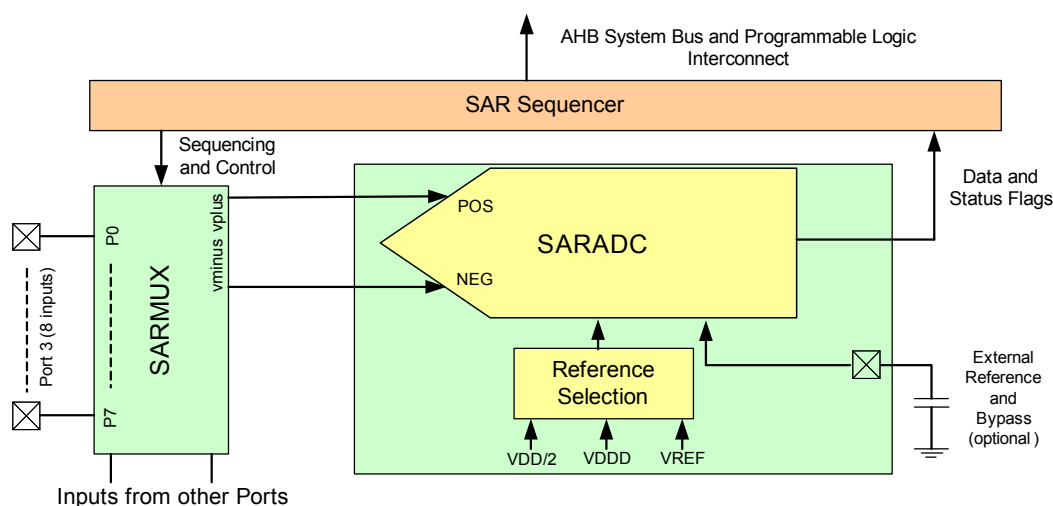 AHB System Bus and Programmable Logic
Interconnect
SAR Sequencer
Sequencing
and Control
Data and
Status Flags
vminus vplus
P0
P7
SARMUX
Port 3 (8 inputs)
POS
NEG
SARADC
Reference
Selection
VDD/2
VDDD
VREF
External
Reference
and
Bypass
(optional )
Inputs from other Ports